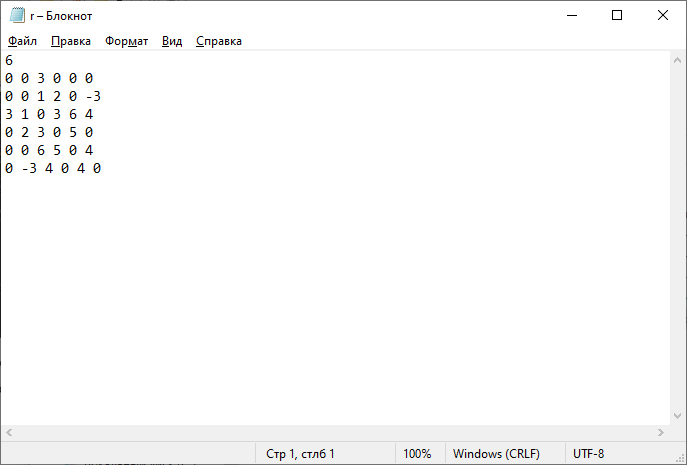 r – Блокнот
Файл Правка Формат Вид Справка
6
0 0 3 0 0 0
0 0 1 2 0 -3
3 1 0 3 6 4
0 2 3 0 5 0
0 0 6 5 0 4
0 -3 4 0 4 0
Стр 1, стлб 1 100% Windows (CRLF) UTF-8